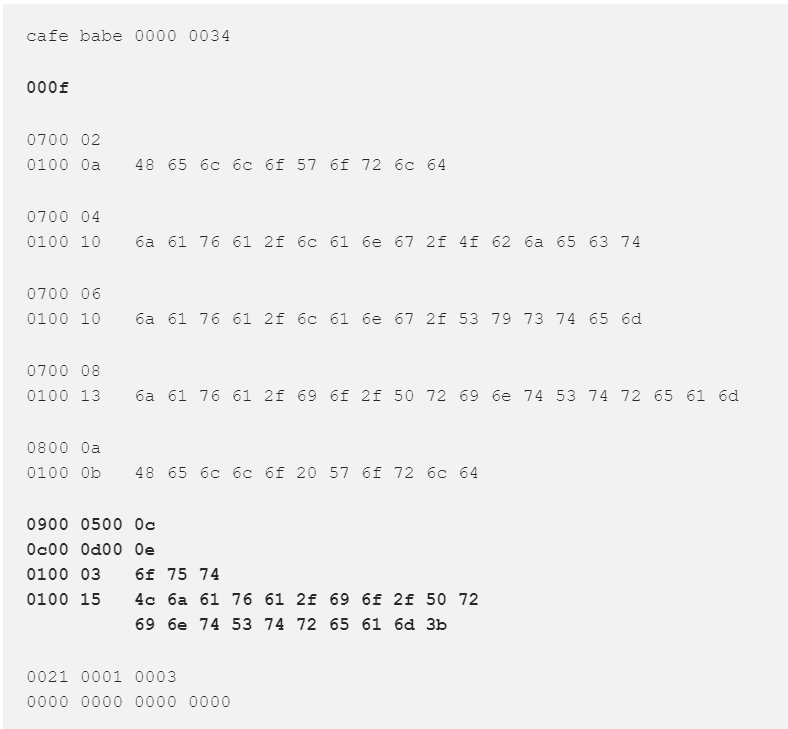 cafe babe 0000 0034
000f
0700 02
0100 0a 48 65 6c 6c 6f 57 6f 72 6c 64
0700 04
0100 10 6a 61 76 61 2f 6c 61 6e 67 2f 4f 62 6a 65 63 74
0700 06
0100 10 6a 61 76 61 2f 6c 61 6e 67 2f 53 79 73 74 65 6d
0700 08
0100 13 6a 61 76 61 2f 69 6f 2f 50 72 69 6e 74 53 74 72 65 61 6d
0800 0a
0100 0b 48 65 6c 6c 6f 20 57 6f 72 6c 64
0900 0500 0c
0c00 0d00 0e
0100 03 6f 75 74
0100 15 4c 6a 61 76 61 2f 69 6f 2f 50 72
69 6e 74 53 74 72 65 61 6d 3b
0021 0001 0003
0000 0000 0000 0000